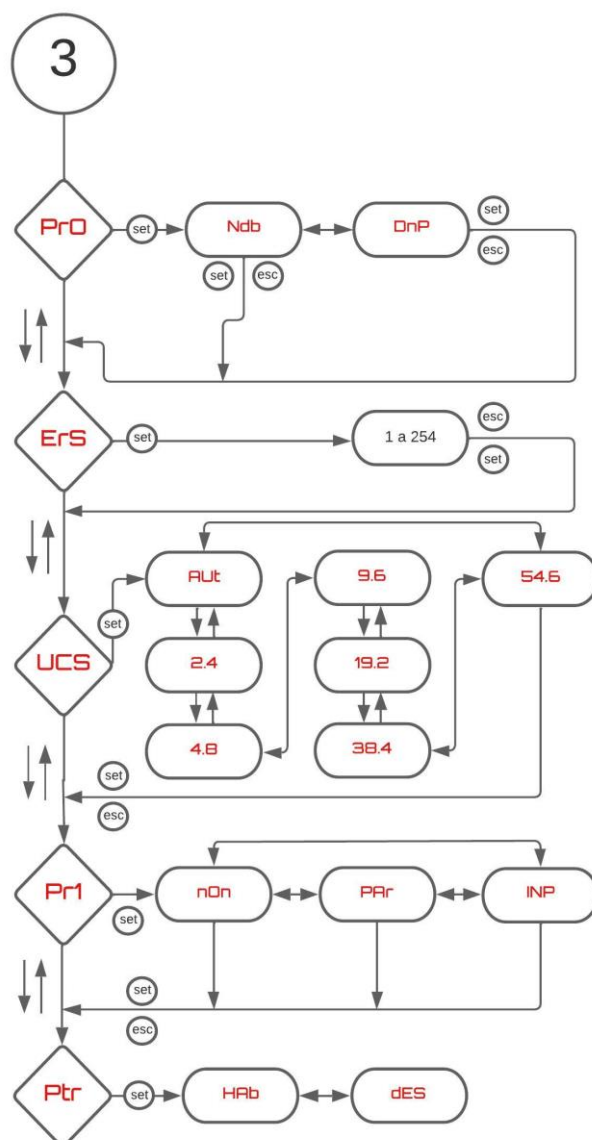 3
PrO set Ndb DnP set
esc
set esc
ErS set 1 a 254 esc
set
AUt 9.6 54.6
set
UCS 2.4 19.2
4.8 38.4
set
esc
Pr1 set nOn PAr INP
set
esc
Ptr set HAb dES